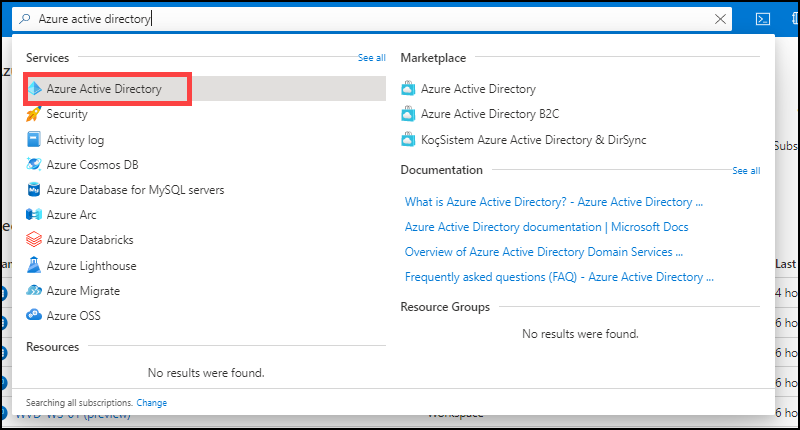 Azure active directory
Services
See all
Azure Active Directory
Security
Activity log
Azure Cosmos DB
Azure Database for MySQL servers
Azure Arc
Azure Databricks
Azure Lighthouse
Azure Migrate
Azure OSS
Resources
No results were found.
Marketplace
Azure Active Directory
Azure Active Directory B2C
KoçSistem Azure Active Directory & DirSync
Documentation
See all
What is Azure Active Directory? - Azure Active Directory ...
Azure Active Directory documentation | Microsoft Docs
Overview of Azure Active Directory Domain Services ...
Frequently asked questions (FAQ) - Azure Active Directory ...
Resource Groups
No results were found.
Searching all subscriptions. Change
Subs
Last
4 ho
6 ho
6 ho
6 ho
6 ho